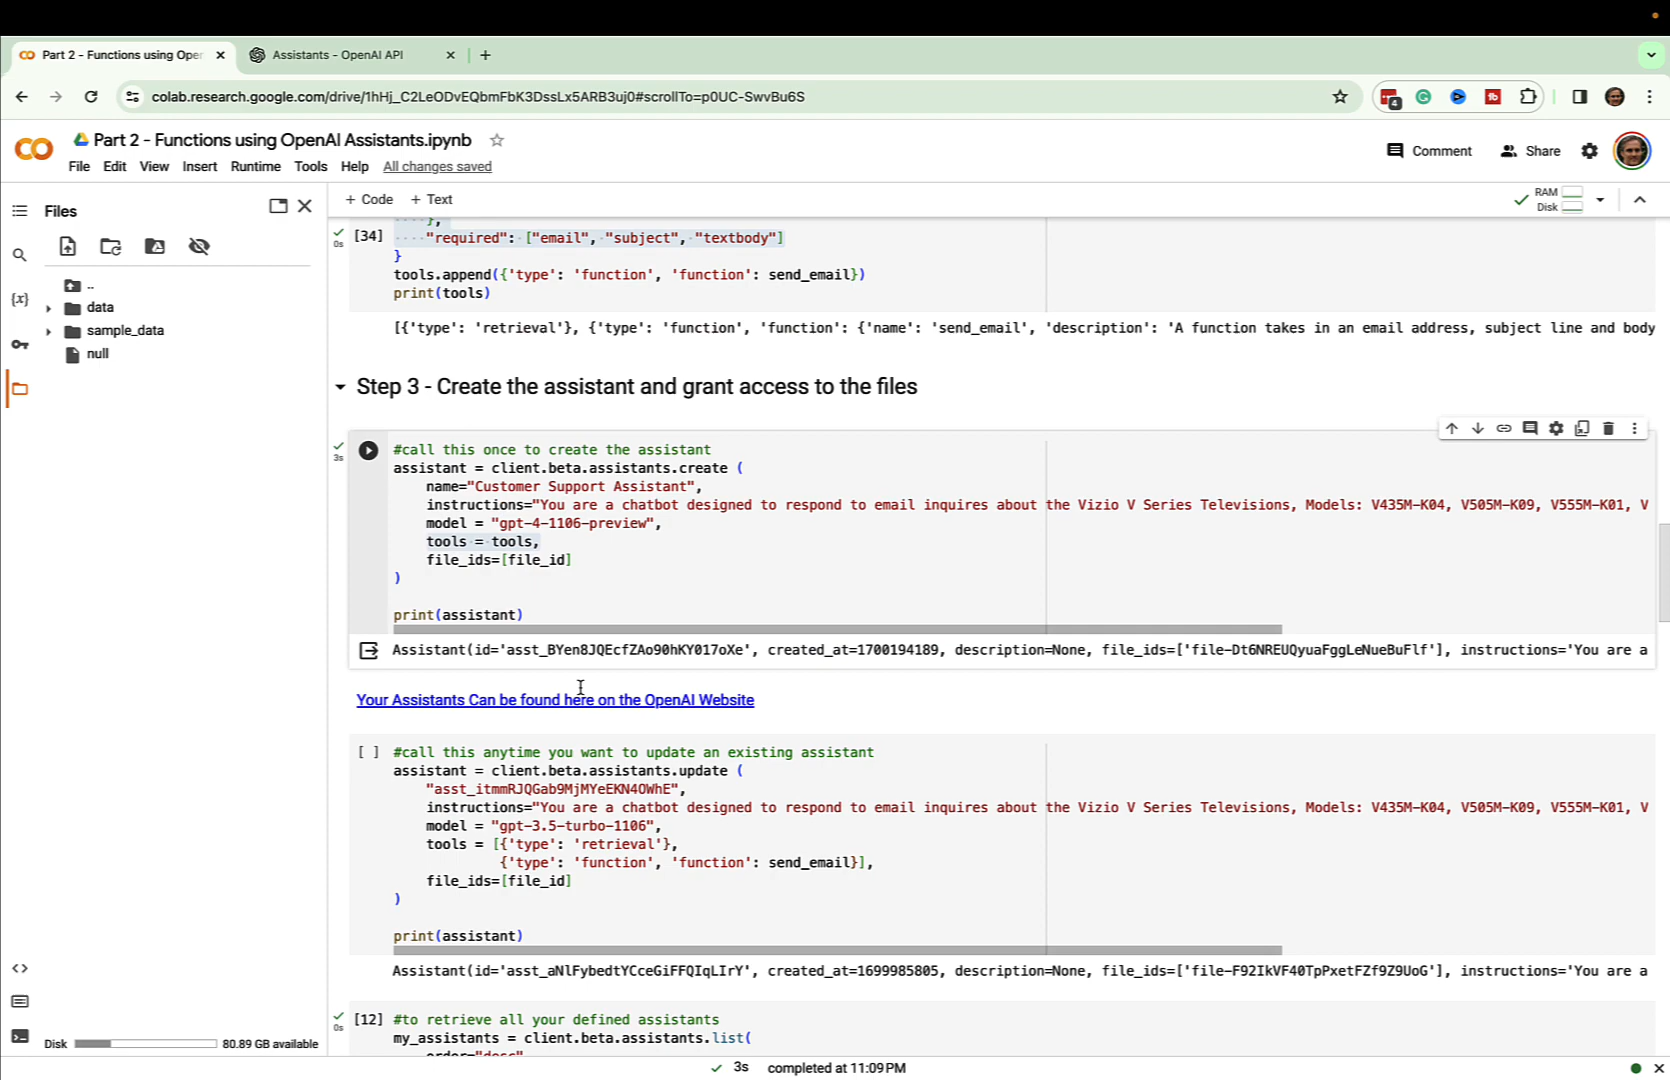 Part 2 - Functions using Oper
Assistants - OpenAI API
colab.research.google.com/drive/1hHj_C2LeODvEQbmFbK3DssLx5ARB3uj0#scrollTo=p0UC-SwvBu6S
4
Part 2 - Functions using OpenAI Assistants.ipynb
Comment
Share
File Edit View Insert Runtime Tools Help All changes saved
Files
+ Code + Text
RAM
Disk
..
data
sample_data
null
},
[34]
0s
"required": ["email", "subject", "textbody"]
}
tools.append({'type': 'function', 'function': send_email})
print(tools)
[{'type': 'retrieval'}, {'type': 'function', 'function': {'name': 'send_email', 'description': 'A function takes in an email address, subject line and body
Step 3 - Create the assistant and grant access to the files
3s
#call this once to create the assistant
assistant = client.beta.assistants.create (
name="Customer Support Assistant",
instructions="You are a chatbot designed to respond to email inquires about the Vizio V Series Televisions, Models: V435M-K04, V505M-K09, V555M-K01, V
model = "gpt-4-1106-preview",
tools = tools,
file_ids=[file_id]
)
print(assistant)
Assistant(id='asst_BYen8JQEcfZAo90hKY017oXe', created_at=1700194189, description=None, file_ids=['file-Dt6NREUQyuaFggLeNueBuFlf'], instructions='You are a
Your Assistants Can be found here on the OpenAI Website
[ ] #call this anytime you want to update an existing assistant
assistant = client.beta.assistants.update (
"asst_itmmRJQGab9MjMYeEKN4OWhE",
instructions="You are a chatbot designed to respond to email inquires about the Vizio V Series Televisions, Models: V435M-K04, V505M-K09, V555M-K01, V
model = "gpt-3.5-turbo-1106",
tools = [{'type': 'retrieval'},
{'type': 'function', 'function': send_email}],
file_ids=[file_id]
)
print(assistant)
Assistant(id='asst_aNlFybedtYCceGiFFQIqLIrY', created_at=1699985805, description=None, file_ids=['file-F92IkVF40TpPxetFZf9Z9UoG'], instructions='You are a
[12] #to retrieve all your defined assistants
0s
my_assistants = client.beta.assistants.list(
order="desc"
Disk 80.89 GB available
3s completed at 11:09 PM